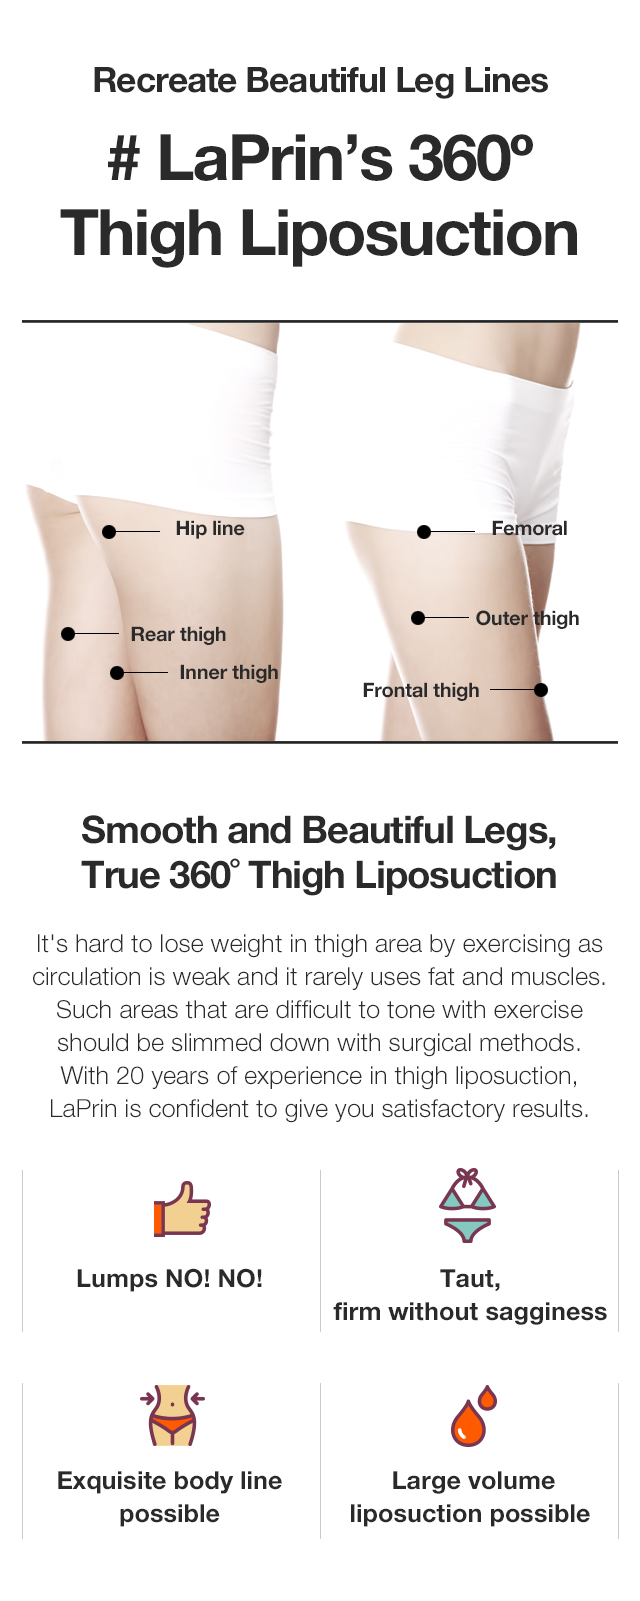 Recreate Beautiful Leg Lines
# LaPrin’s 360º
Thigh Liposuction
Hip line
Rear thigh
Inner thigh
Femoral
Outer thigh
Frontal thigh
Smooth and Beautiful Legs,
True 360° Thigh Liposuction
It's hard to lose weight in thigh area by exercising as
circulation is weak and it rarely uses fat and muscles.
Such areas that are difficult to tone with exercise
should be slimmed down with surgical methods.
With 20 years of experience in thigh liposuction,
LaPrin is confident to give you satisfactory results.
Lumps NO! NO!
Taut,
firm without sagginess
Exquisite body line
possible
Large volume
liposuction possible